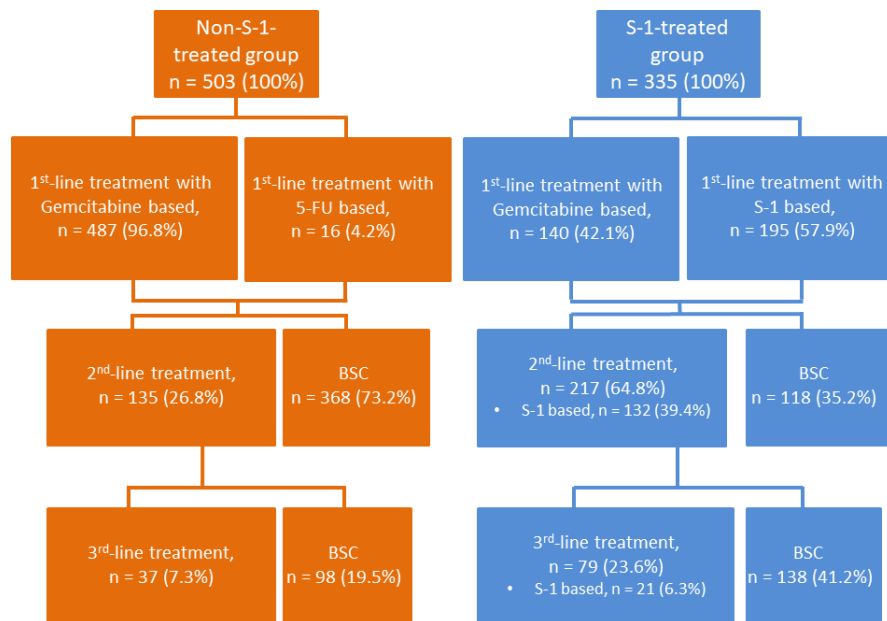 Non-S-1-
treated group
n = 503 (100%)
1st-line treatment with
Gemcitabine based,
n = 487 (96.8%)
1st-line treatment with
5-FU based,
n = 16 (4.2%)
2nd-line treatment,
n = 135 (26.8%)
BSC
n = 368 (73.2%)
3rd-line treatment,
n = 37 (7.3%)
BSC
n = 98 (19.5%)
S-1-treated
group
n = 335 (100%)
1st-line treatment with
Gemcitabine based,
n = 140 (42.1%)
1st-line treatment with
S-1 based,
n = 195 (57.9%)
2nd-line treatment,
n = 217 (64.8%)
• S-1 based, n = 132 (39.4%)
BSC
n = 118 (35.2%)
3rd-line treatment,
n = 79 (23.6%)
• S-1 based, n = 21 (6.3%)
BSC
n = 138 (41.2%)